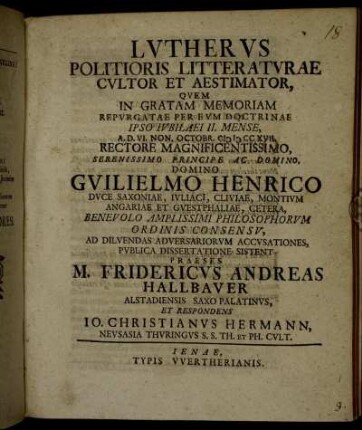 18
LVTHERVS
POLITIORIS LITTERATVRAE
CVLTOR ET AESTIMATOR,
QVEM
IN GRATAM MEMORIAM
REPVRGATAE PER EVM DOCTRINAE
IPSO IVBILAEI II. MENSE,
A. D. VI. NON. OCTOBR. CIↃIↃCCXVII.
RECTORE MAGNIFICENTISSIMO,
SERENISSIMO PRINCIPE AC DOMINO,
DOMINO
GVILIELMO HENRICO
DVCE SAXONIAE, IVLIACI, CLIVIAE, MONTIVM
ANGARIAE ET GVESTPHALIAE, CETERA,
BENEVOLO AMPLISSIMI PHILOSOPHORVM
ORDINIS CONSENSV,
AD DILVENDAS ADVERSARIORVM ACCVSATIONES,
PVBLICA DISSERTATIONE SISTENT
PRAESES
M. FRIDERICVS ANDREAS
HALLBAVER
ALSTADIENSIS SAXO PALATINVS,
ET RESPONDENS
IO. CHRISTIANVS HERMANN,
NEVSASIA THVRINGVS S. S. TH. ET PH. CVLT.
IENAE,
TYPIS VVERTHERIANIS.